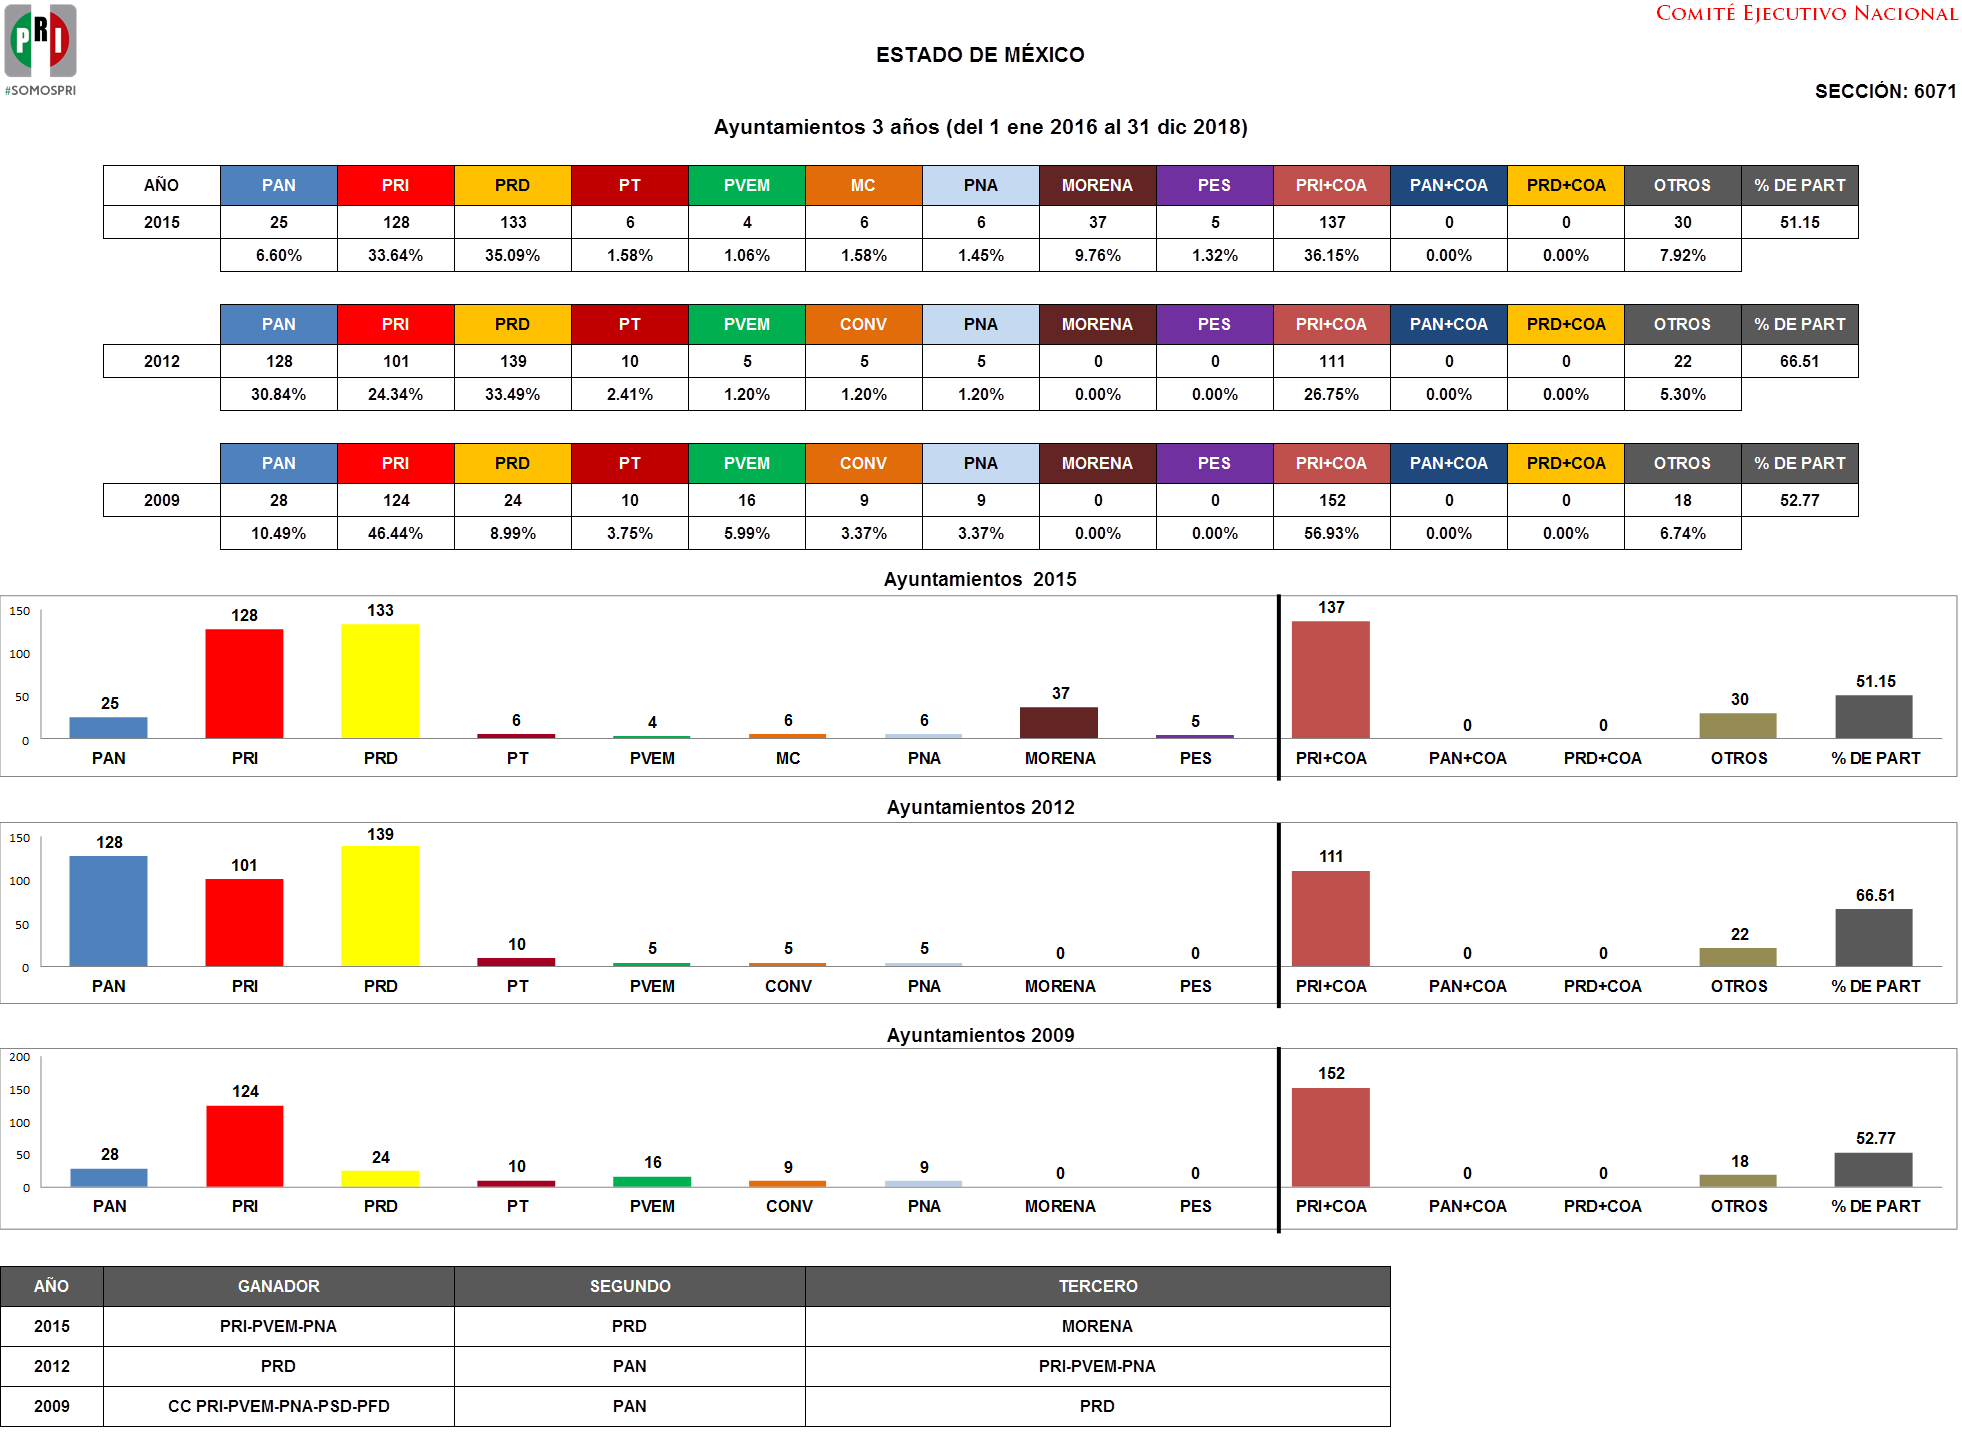 PRI
#SOMOSPRI
COMITÉ EJECUTIVO NACIONAL
ESTADO DE MÉXICO
SECCIÓN: 6071
Ayuntamientos 3 años (del 1 ene 2016 al 31 dic 2018)
AÑO PAN PRI PRD PT PVEM MC PNA MORENA PES PRI+COA PAN+COA PRD+COA OTROS % DE PART
2015 25 128 133 6 4 6 6 37 5 137 0 0 30 51.15
6.60% 33.64% 35.09% 1.58% 1.06% 1.58% 1.45% 9.76% 1.32% 36.15% 0.00% 0.00% 7.92%
PAN PRI PRD PT PVEM CONV PNA MORENA PES PRI+COA PAN+COA PRD+COA OTROS % DE PART
2012 128 101 139 10 5 5 5 0 0 111 0 0 22 66.51
30.84% 24.34% 33.49% 2.41% 1.20% 1.20% 1.20% 0.00% 0.00% 26.75% 0.00% 0.00% 5.30%
PAN PRI PRD PT PVEM CONV PNA MORENA PES PRI+COA PAN+COA PRD+COA OTROS % DE PART
2009 28 124 24 10 16 9 9 0 0 152 0 0 18 52.77
10.49% 46.44% 8.99% 3.75% 5.99% 3.37% 3.37% 0.00% 0.00% 56.93% 0.00% 0.00% 6.74%
Ayuntamientos 2015
150
100
50
0
25 128 133 6 4 6 6 37 5 137 0 0 30 51.15
PAN PRI PRD PT PVEM MC PNA MORENA PES PRI+COA PAN+COA PRD+COA OTROS % DE PART
Ayuntamientos 2012
150
100
50
0
128 101 139 10 5 5 5 0 0 111 0 0 22 66.51
PAN PRI PRD PT PVEM CONV PNA MORENA PES PRI+COA PAN+COA PRD+COA OTROS % DE PART
Ayuntamientos 2009
200
150
100
50
0
28 124 24 10 16 9 9 0 0 152 0 0 18 52.77
PAN PRI PRD PT PVEM CONV PNA MORENA PES PRI+COA PAN+COA PRD+COA OTROS % DE PART
AÑO GANADOR SEGUNDO TERCERO
2015 PRI-PVEM-PNA PRD MORENA
2012 PRD PAN PRI-PVEM-PNA
2009 CC PRI-PVEM-PNA-PSD-PFD PAN PRD